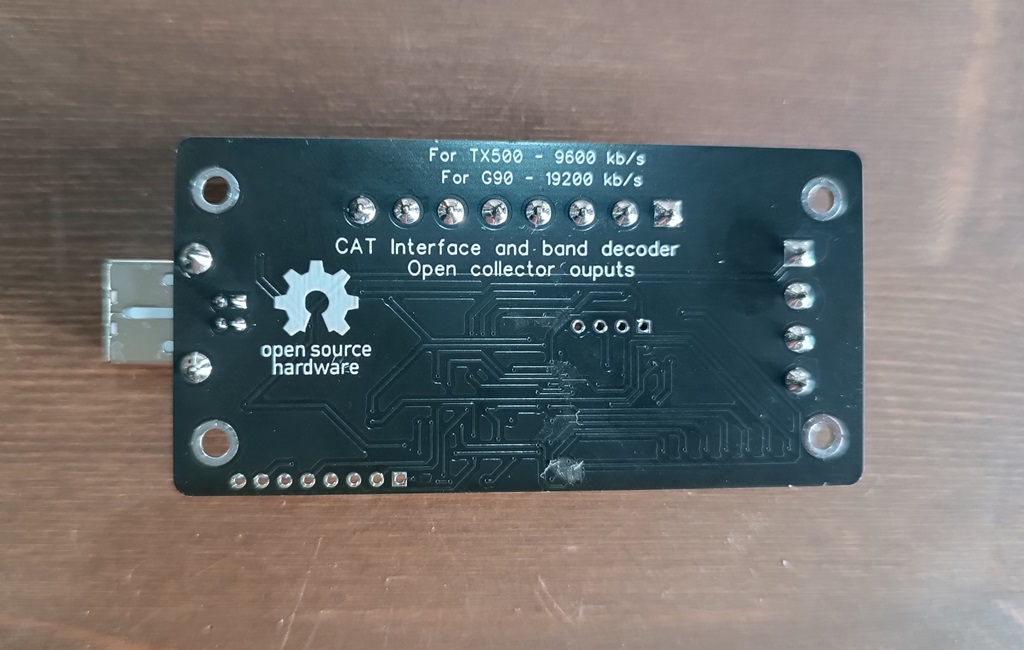 For TX500 - 9600 kb/s
For G90 - 19200 kb/s
CAT Interface and band decoder
Open collector ouputs
open source
hardware